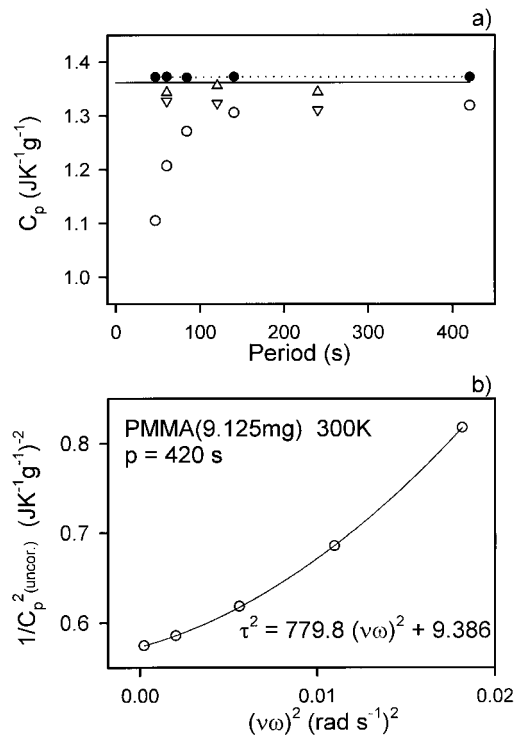 a)
Cp (JK⁻¹g⁻¹)
1.4
1.3
1.2
1.1
1.0
0 100 200 300 400
Period (s)
b)
1/Cp²(uncor.) (JK⁻¹g⁻¹)⁻²
0.8
0.7
0.6
PMMA(9.125mg) 300K
p = 420 s
τ² = 779.8 (νω)² + 9.386
0.00 0.01 0.02
(νω)² (rad s⁻¹)²